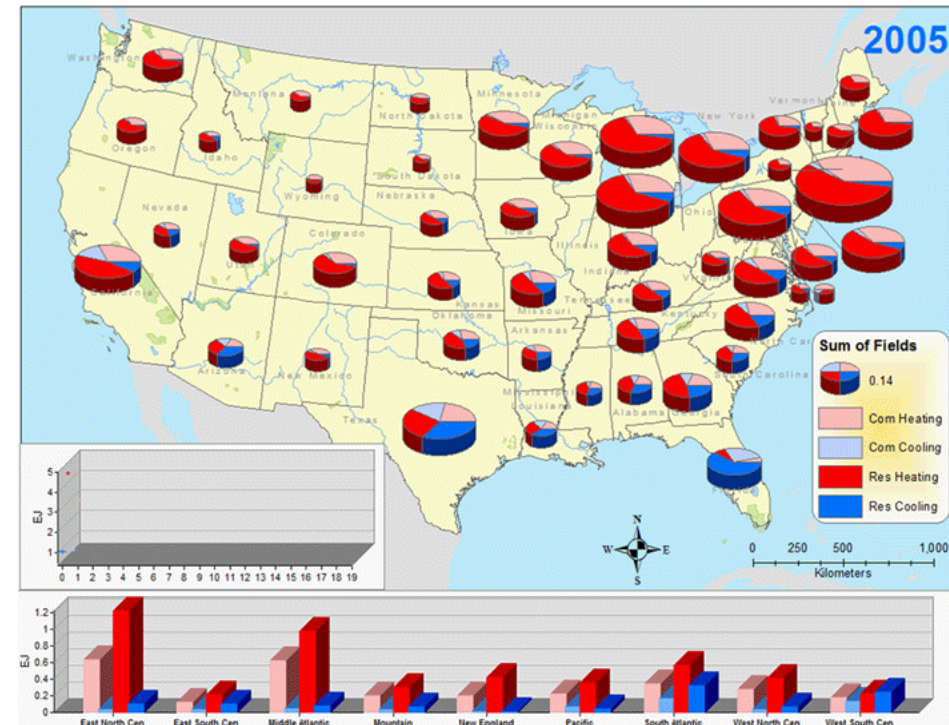 2005
Washington
Montana
North Dakota
Minnesota
Michigan
Wisconsin
New York
Vermont
Oregon
Idaho
South Dakota
Wyoming
Nebraska
Iowa
Nevada
Utah
Colorado
Illinois
Indiana
Ohio
California
Kansas
Missouri
Kentucky
Tennessee
Oklahoma
Arkansas
North Car
Arizona
New Mexico
South Carolina
Mississippi
Alabama
Georgia
Texas
Louisiana
Sum of Fields
0.14
Com Heating
Com Cooling
Res Heating
Res Cooling
N
W
E
S
0 250 500 1,000
Kilometers
EJ
5
4
3
2
1
0 1 2 3 4 5 6 7 8 9 10 11 12 13 14 15 16 17 18 19
EJ
1.2
1
0.8
0.6
0.4
0.2
0
East North Cen East South Cen Middle Atlantic Mountain New England Pacific South Atlantic West North Cen West South Cen